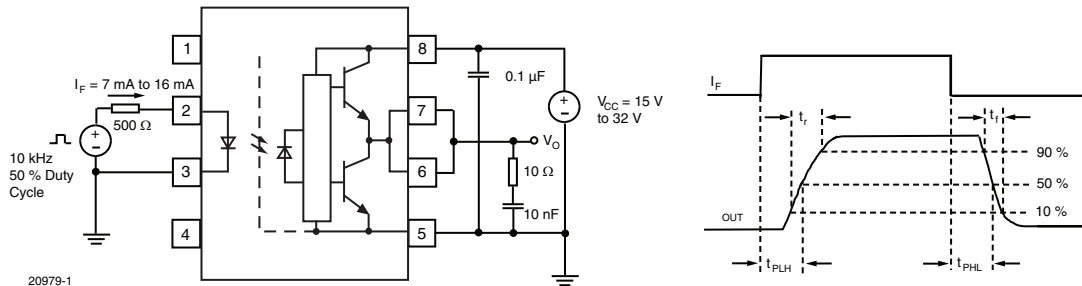 1
8
I_F = 7 mA to 16 mA
0.1 µF
2
7
+
500 Ω
–
V_CC = 15 V
to 32 V
+
–
V_O
10 kHz
50 % Duty
Cycle
3
6
10 Ω
10 nF
4
5
20979-1
I_F
t_r
t_f
90 %
50 %
OUT
10 %
t_PLH
t_PHL